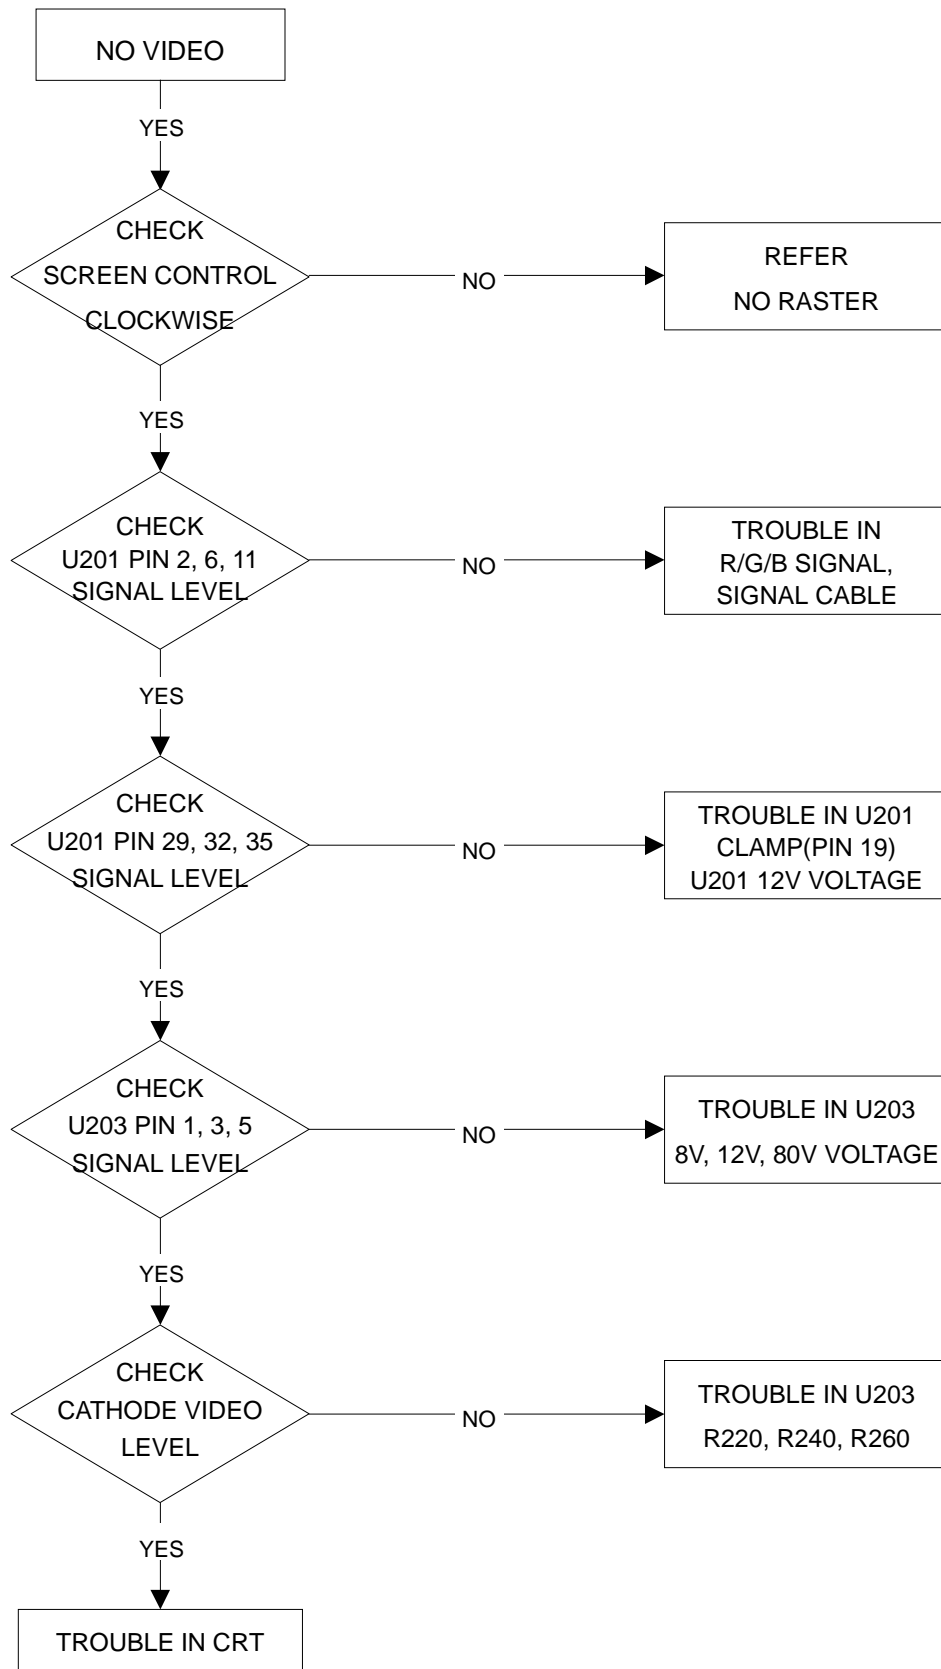 NO VIDEO
YES
CHECK
SCREEN CONTROL
CLOCKWISE
NO
REFER
NO RASTER
YES
CHECK
U201 PIN 2, 6, 11
SIGNAL LEVEL
NO
TROUBLE IN
R/G/B SIGNAL,
SIGNAL CABLE
YES
CHECK
U201 PIN 29, 32, 35
SIGNAL LEVEL
NO
TROUBLE IN U201
CLAMP(PIN 19)
U201 12V VOLTAGE
YES
CHECK
U203 PIN 1, 3, 5
SIGNAL LEVEL
NO
TROUBLE IN U203
8V, 12V, 80V VOLTAGE
YES
CHECK
CATHODE VIDEO
LEVEL
NO
TROUBLE IN U203
R220, R240, R260
YES
TROUBLE IN CRT